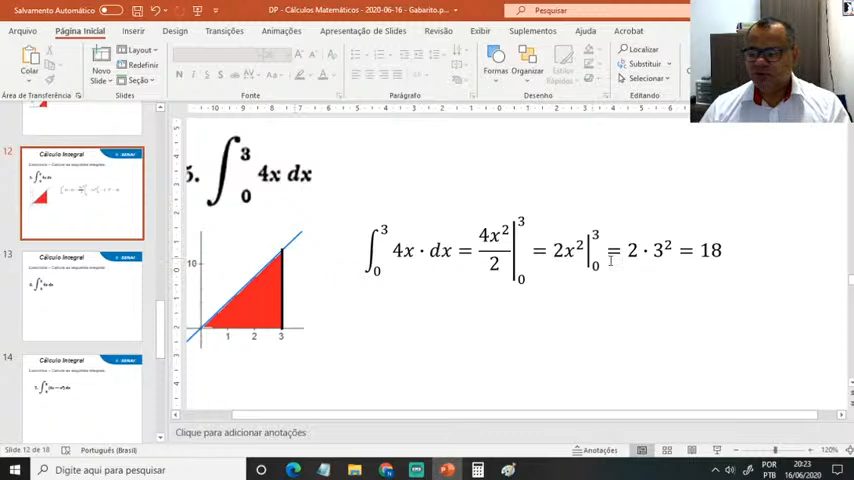 Salvamento Automático
DP - Cálculos Matemáticos - 2020-06-16 - Gabarito.p...
Pesquisar
Arquivo Página Inicial Inserir Design Transições Animações Apresentação de Slides Revisão Exibir Suplementos Ajuda Acrobat
Colar
Novo
Slide
Layout
Redefinir
Seção
N I S
Formas Organizar Estilos
Localizar
Substituir
Selecionar
Área de Transferência Slides Fonte Parágrafo Desenho Editando
12
Cálculo Integral
SENAI
13
Cálculo Integral
SENAI
14
Cálculo Integral
SENAI
5. ∫₀³ 4x dx
∫₀³ 4x · dx = 4x²/2 |₀³ = 2x² |₀³ = 2 · 3² = 18
10
1 2 3
Clique para adicionar anotações
Slide 12 de 18 Português (Brasil) Anotações 120%
Digite aqui para pesquisar
POR
PTB
20:23
16/06/2020